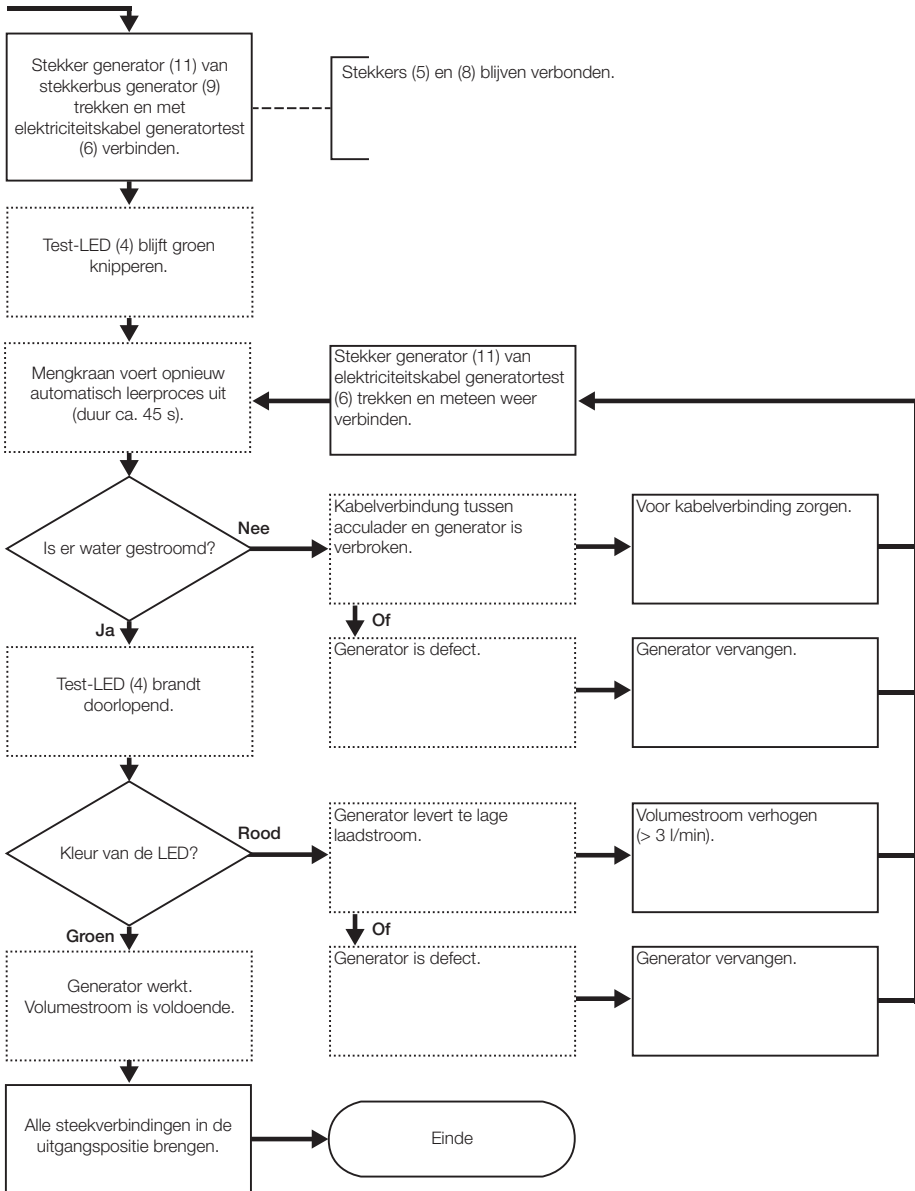 Stekker generator (11) van
stekkerbus generator (9)
trekken en met
elektriciteitskabel generatortest
(6) verbinden.
Stekkers (5) en (8) blijven verbonden.
Test-LED (4) blijft groen
knipperen.
Mengkraan voert opnieuw
automatisch leerproces uit
(duur ca. 45 s).
Stekker generator (11) van
elektriciteitskabel generatortest
(6) trekken en meteen weer
verbinden.
Is er water gestroomd?
Nee
Kabelverbindung tussen
acculader en generator is
verbroken.
Voor kabelverbinding zorgen.
Of
Generator is defect.
Generator vervangen.
Ja
Test-LED (4) brandt
doorlopend.
Kleur van de LED?
Rood
Generator levert te lage
laadstroom.
Volumestroom verhogen
(> 3 l/min).
Of
Generator is defect.
Generator vervangen.
Groen
Generator werkt.
Volumestroom is voldoende.
Alle steekverbindingen in de
uitgangspositie brengen.
Einde